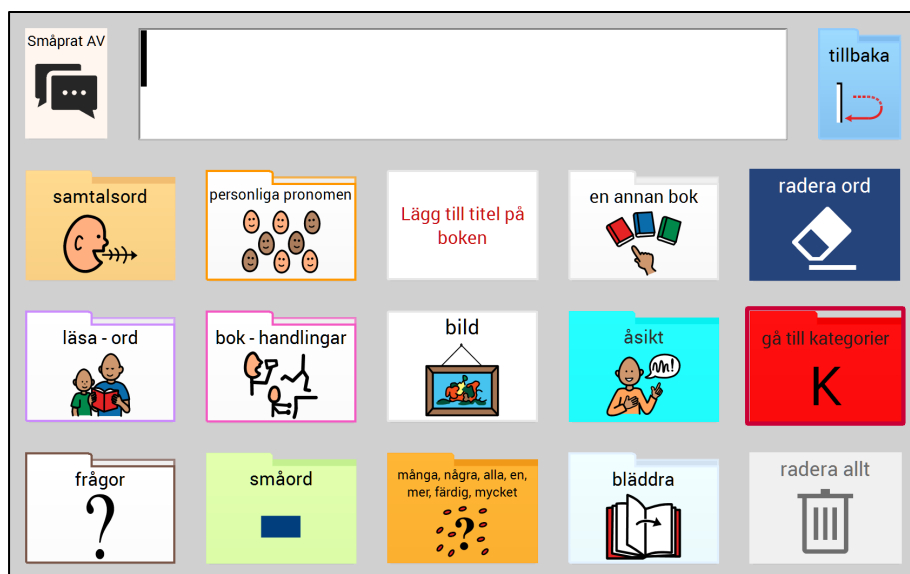 Småprat AV
tillbaka
samtalsord
personliga pronomen
Lägg till titel på
boken
en annan bok
radera ord
läsa - ord
bok - handlingar
bild
åsikt
gå till kategorier
K
frågor
?
småord
många, några, alla, en,
mer, färdig, mycket
?
bläddra
radera allt